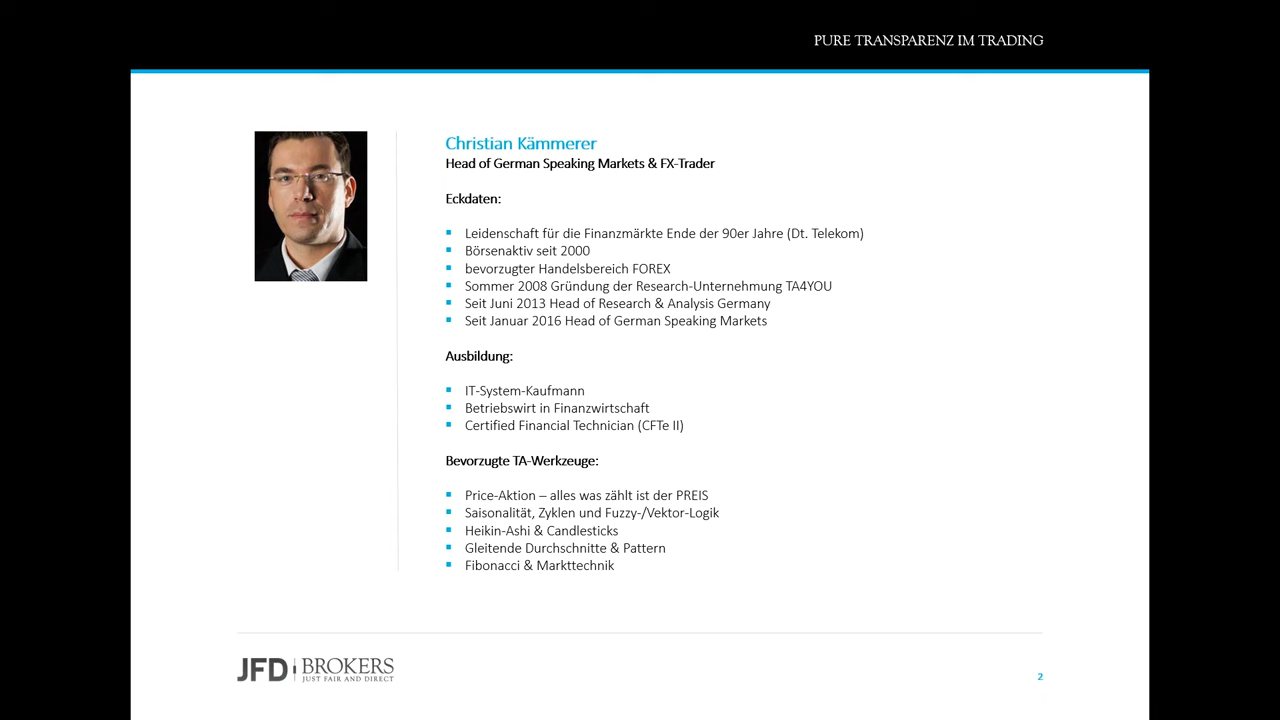 PURE TRANSPARENZ IM TRADING
Christian Kämmerer
Head of German Speaking Markets & FX-Trader
Eckdaten:
Leidenschaft für die Finanzmärkte Ende der 90er Jahre (Dt. Telekom)
Börsenaktiv seit 2000
bevorzugter Handelsbereich FOREX
Sommer 2008 Gründung der Research-Unternehmung TA4YOU
Seit Juni 2013 Head of Research & Analysis Germany
Seit Januar 2016 Head of German Speaking Markets
Ausbildung:
IT-System-Kaufmann
Betriebswirt in Finanzwirtschaft
Certified Financial Technician (CFTe II)
Bevorzugte TA-Werkzeuge:
Price-Aktion – alles was zählt ist der PREIS
Saisonalität, Zyklen und Fuzzy-/Vektor-Logik
Heikin-Ashi & Candlesticks
Gleitende Durchschnitte & Pattern
Fibonacci & Markttechnik
JFD BROKERS
JUST FAIR AND DIRECT
2